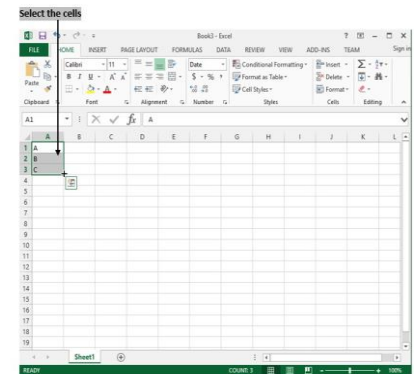 Select the cells
Book3 - Excel
FILE HOME INSERT PAGE LAYOUT FORMULAS DATA REVIEW VIEW ADD-INS TEAM Sign in
Calibri 11 Date Conditional Formatting Insert
Paste B I U $ % Format as Table Delete
Cell Styles Format
Clipboard Font Alignment Number Styles Cells Editing
A1 fx A
A B C D E F G H I J K L
1 A
2 B
3 C
4
5
6
7
8
9
10
11
12
13
14
15
16
17
18
19
Sheet1
READY COUNT: 3 100%